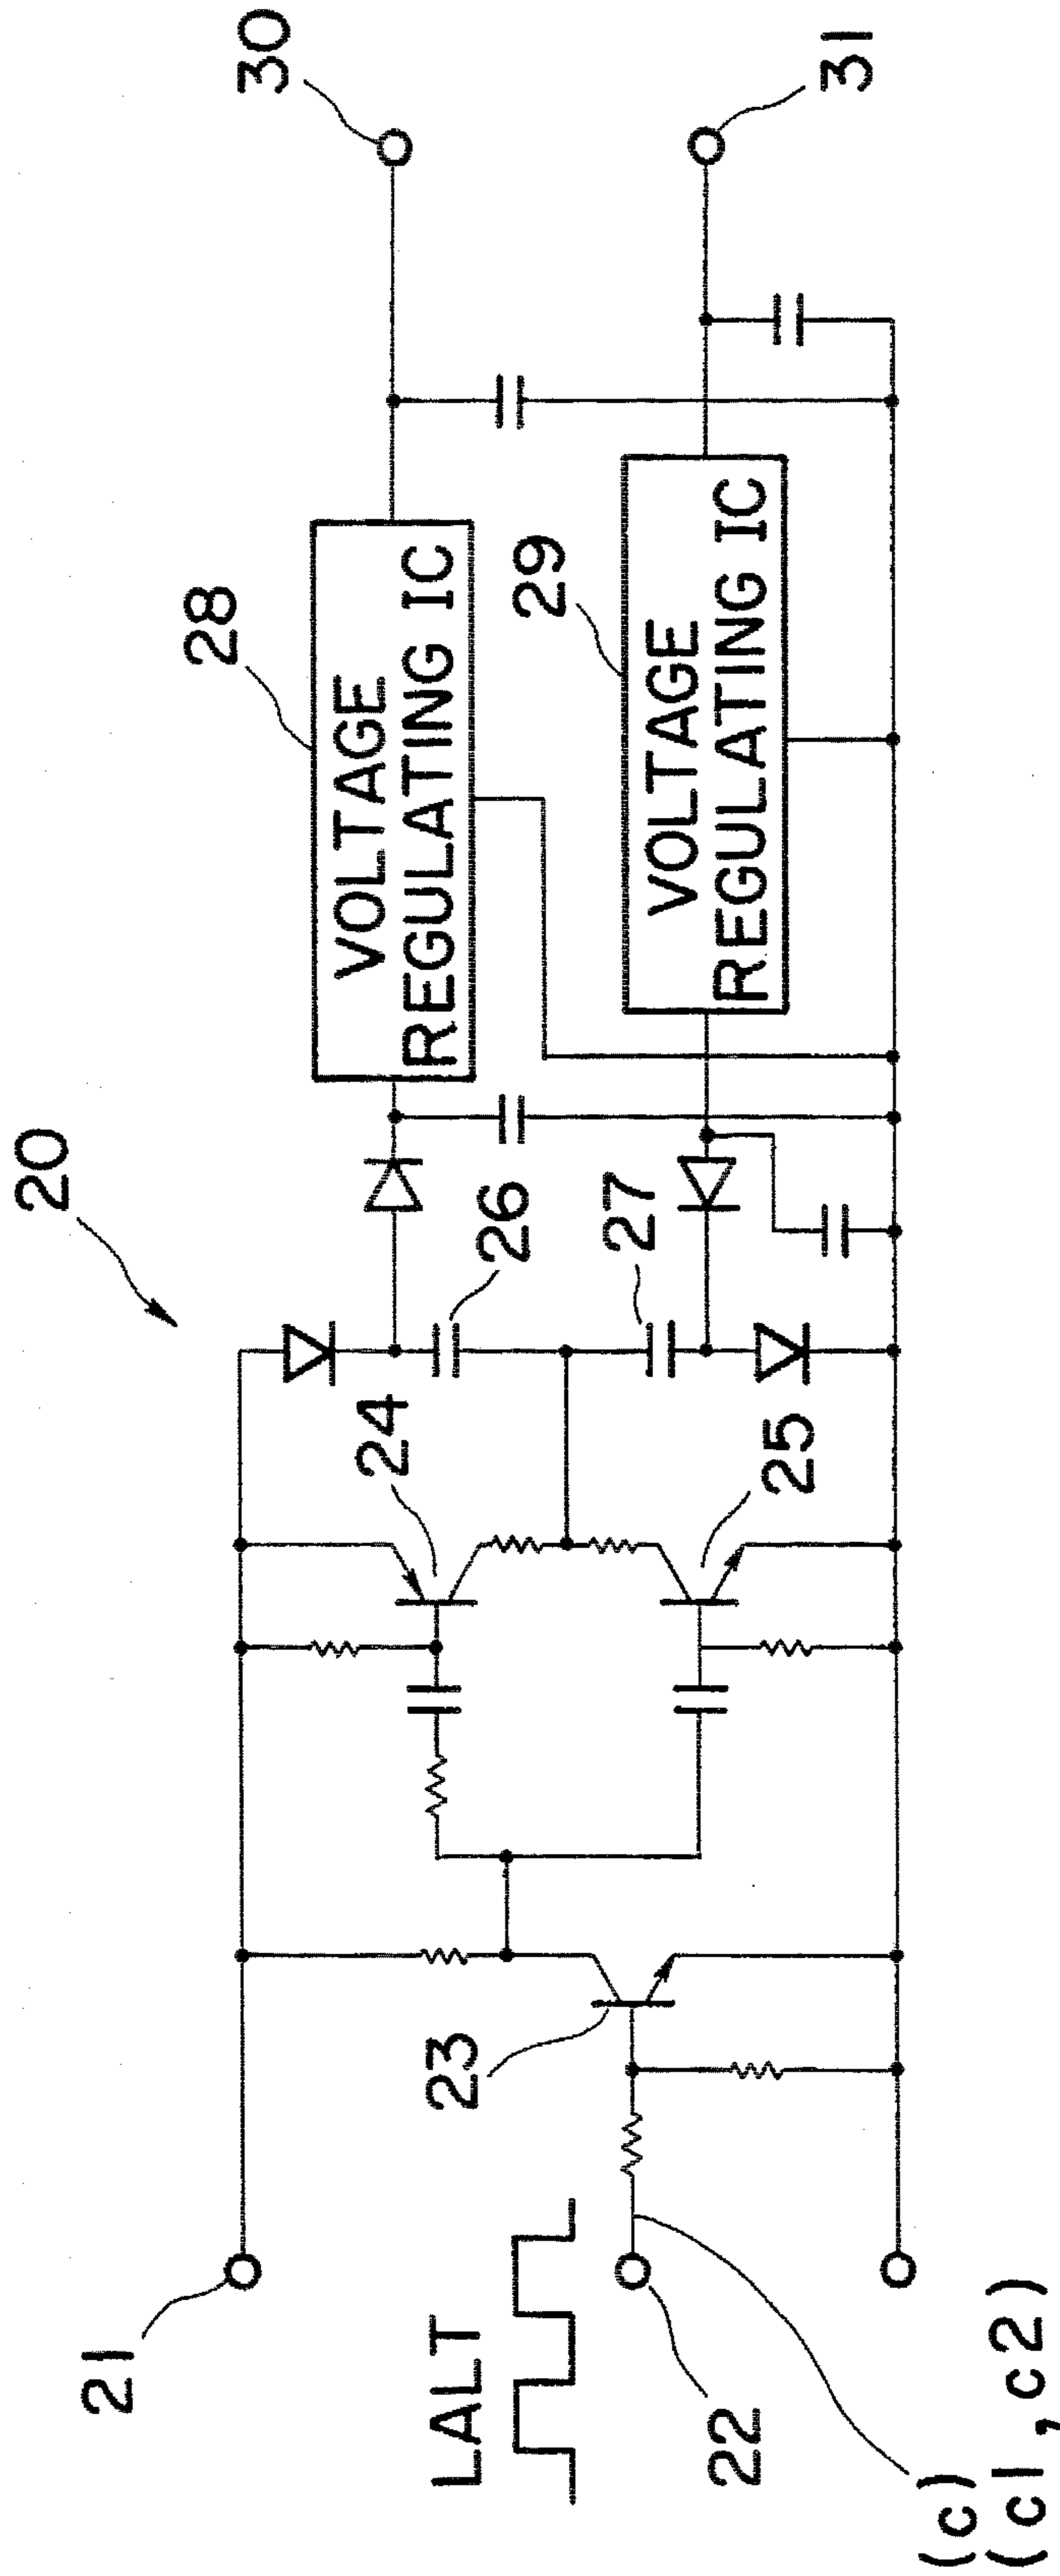 20
21
LALT
22
(c)
(c1, c2)
23
24
25
26
27
28
VOLTAGE
REGULATING IC
29
VOLTAGE
REGULATING IC
30
31